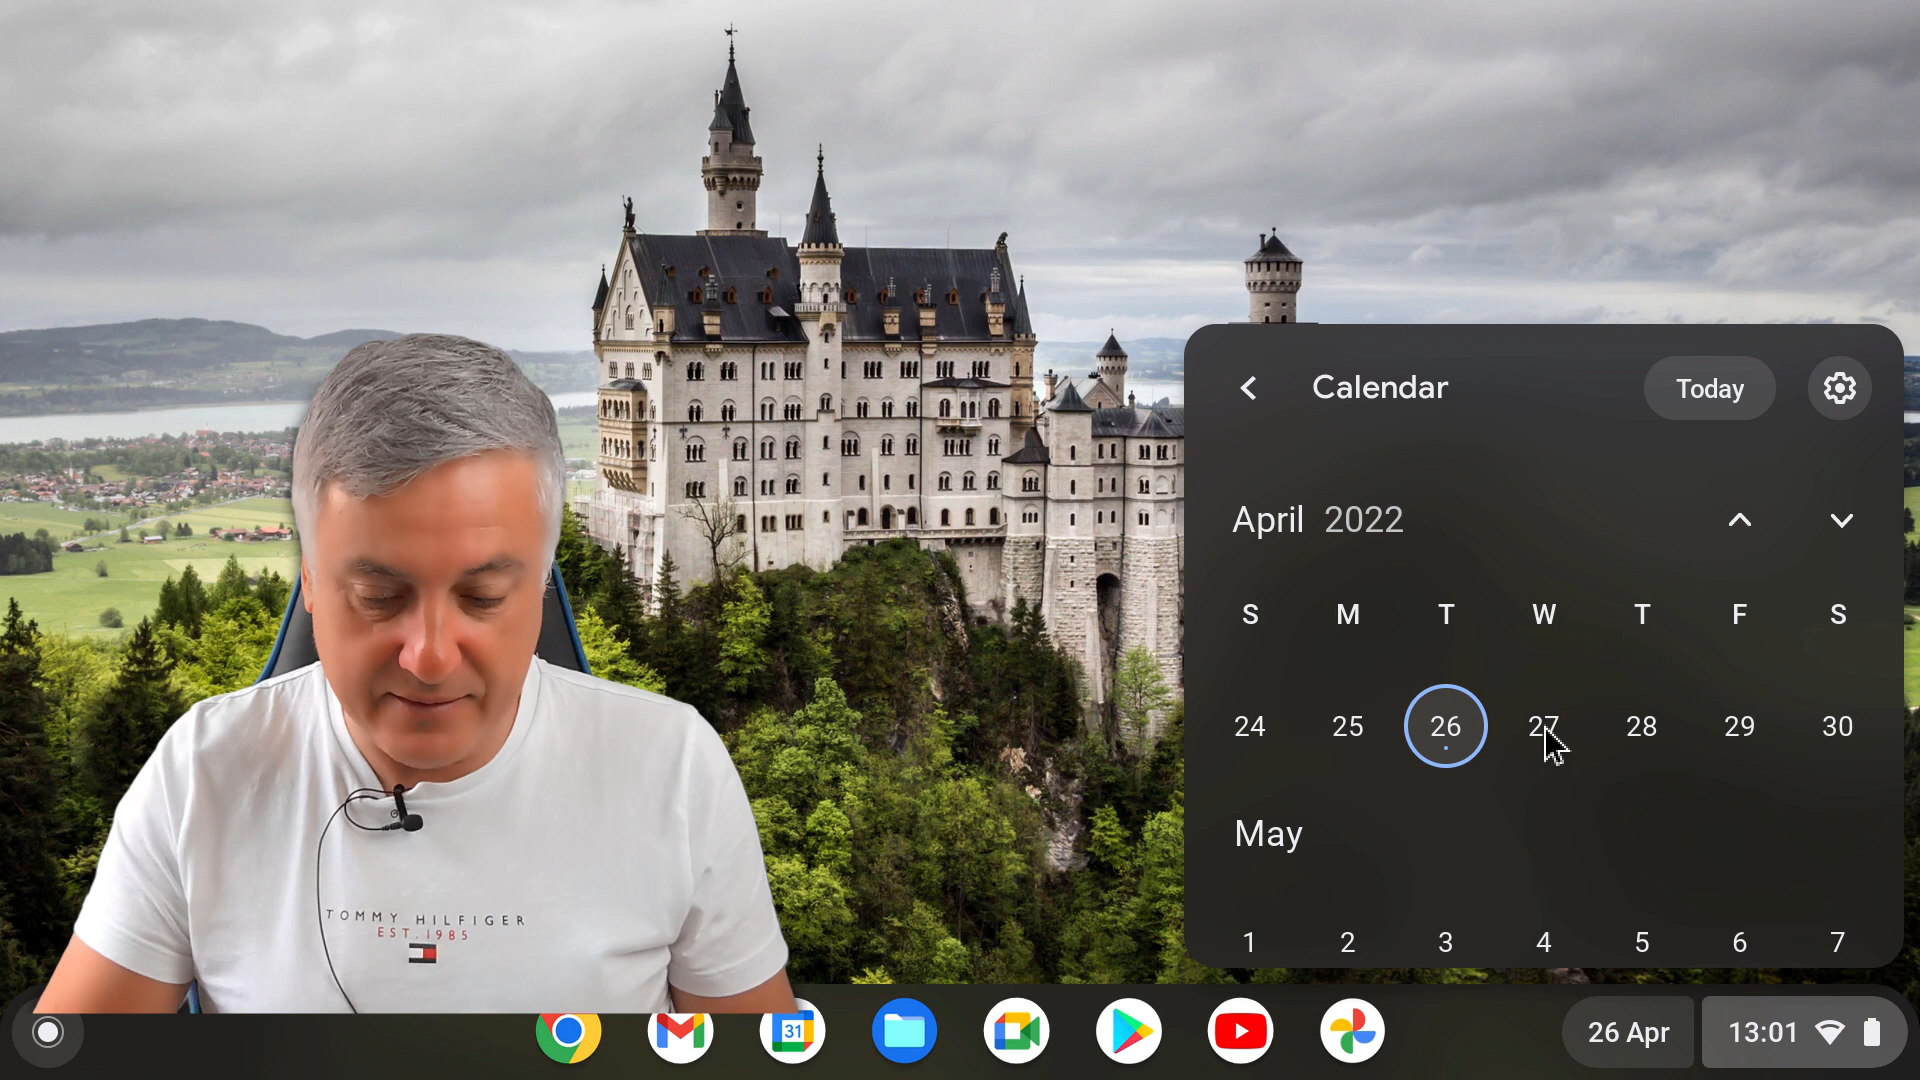 Calendar Today
April 2022
S M T W T F S
24 25 26 27 28 29 30
May
1 2 3 4 5 6 7
TOMMY HILFIGER
EST. 1985
31
26 Apr 13:01